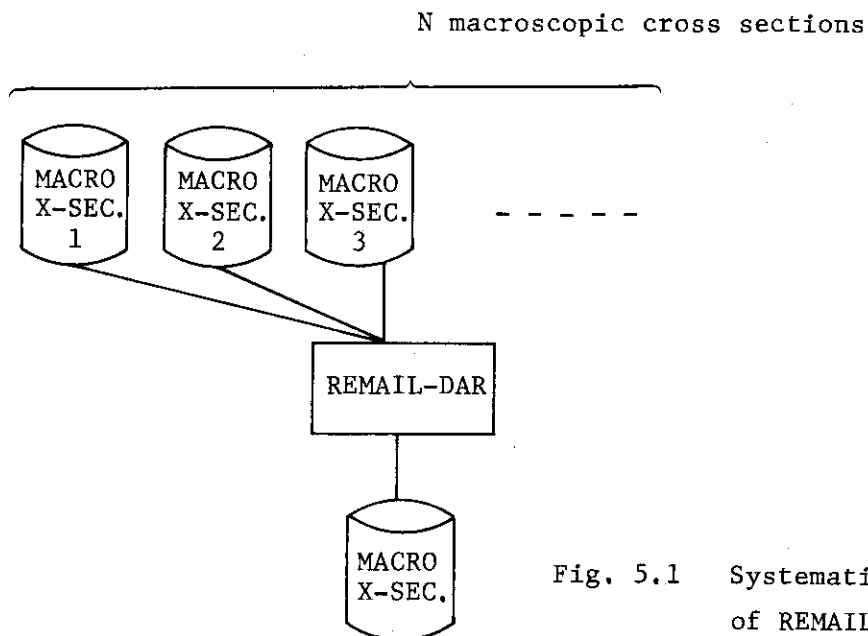 N macroscopic cross sections
MACRO X-SEC. 1
MACRO X-SEC. 2
MACRO X-SEC. 3
REMAIL-DAR
MACRO X-SEC.
Fig. 5.1 Systemati
of REMAIL